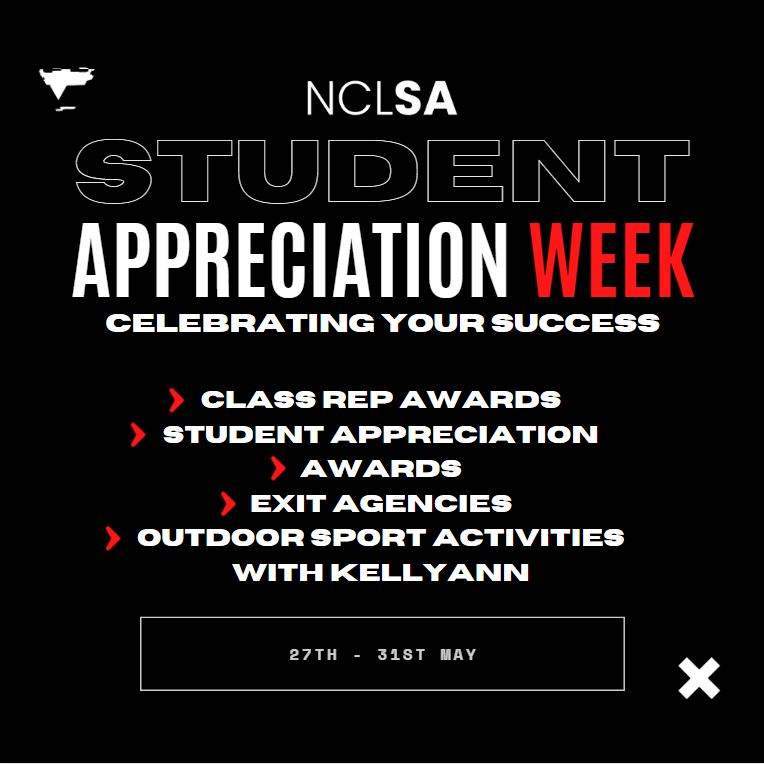 NCLSA
STUDENT
APPRECIATION WEEK
CELEBRATING YOUR SUCCESS
CLASS REP AWARDS
STUDENT APPRECIATION
AWARDS
EXIT AGENCIES
OUTDOOR SPORT ACTIVITIES
WITH KELLYANN
27TH - 31ST MAY